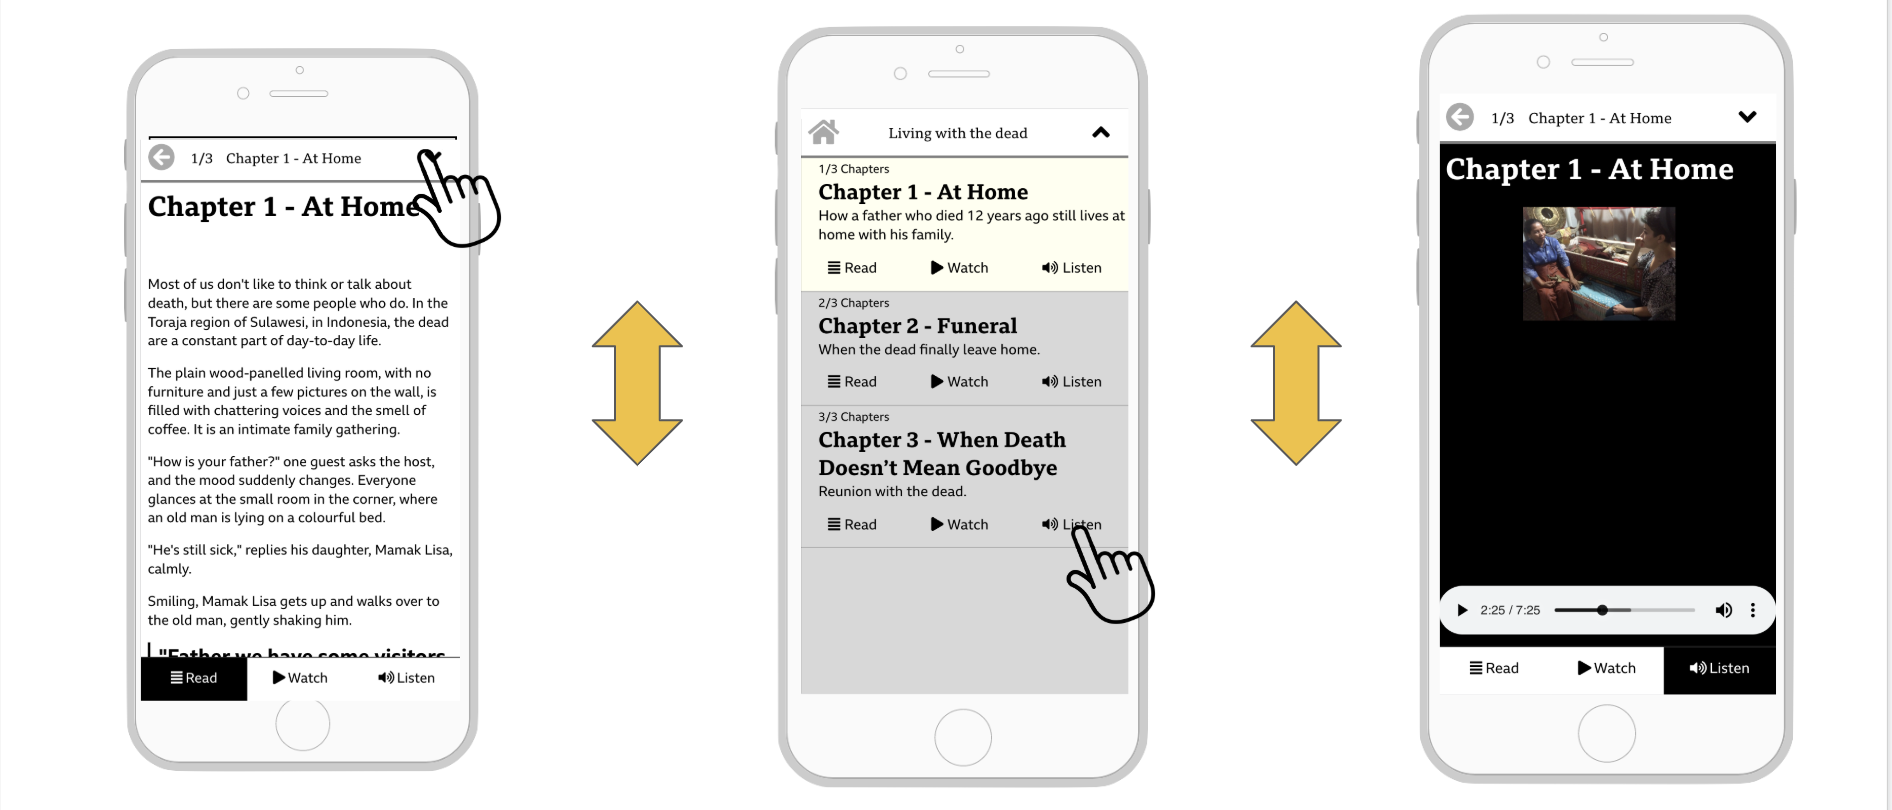 1/3 Chapter 1 - At Home
Chapter 1 - At Home
Most of us don't like to think or talk about
death, but there are some people who do. In the
Toraja region of Sulawesi, in Indonesia, the dead
are a constant part of day-to-day life.
The plain wood-panelled living room, with no
furniture and just a few pictures on the wall, is
filled with chattering voices and the smell of
coffee. It is an intimate family gathering.
"How is your father?" one guest asks the host,
and the mood suddenly changes. Everyone
glances at the small room in the corner, where
an old man is lying on a colourful bed.
"He's still sick," replies his daughter, Mamak Lisa,
calmly.
Smiling, Mamak Lisa gets up and walks over to
the old man, gently shaking him.
"Father we have some visitors
Read Watch Listen
Living with the dead
1/3 Chapters
Chapter 1 - At Home
How a father who died 12 years ago still lives at
home with his family.
Read Watch Listen
2/3 Chapters
Chapter 2 - Funeral
When the dead finally leave home.
Read Watch Listen
3/3 Chapters
Chapter 3 - When Death
Doesn’t Mean Goodbye
Reunion with the dead.
Read Watch Listen
1/3 Chapter 1 - At Home
Chapter 1 - At Home
2:25 / 7:25
Read Watch Listen